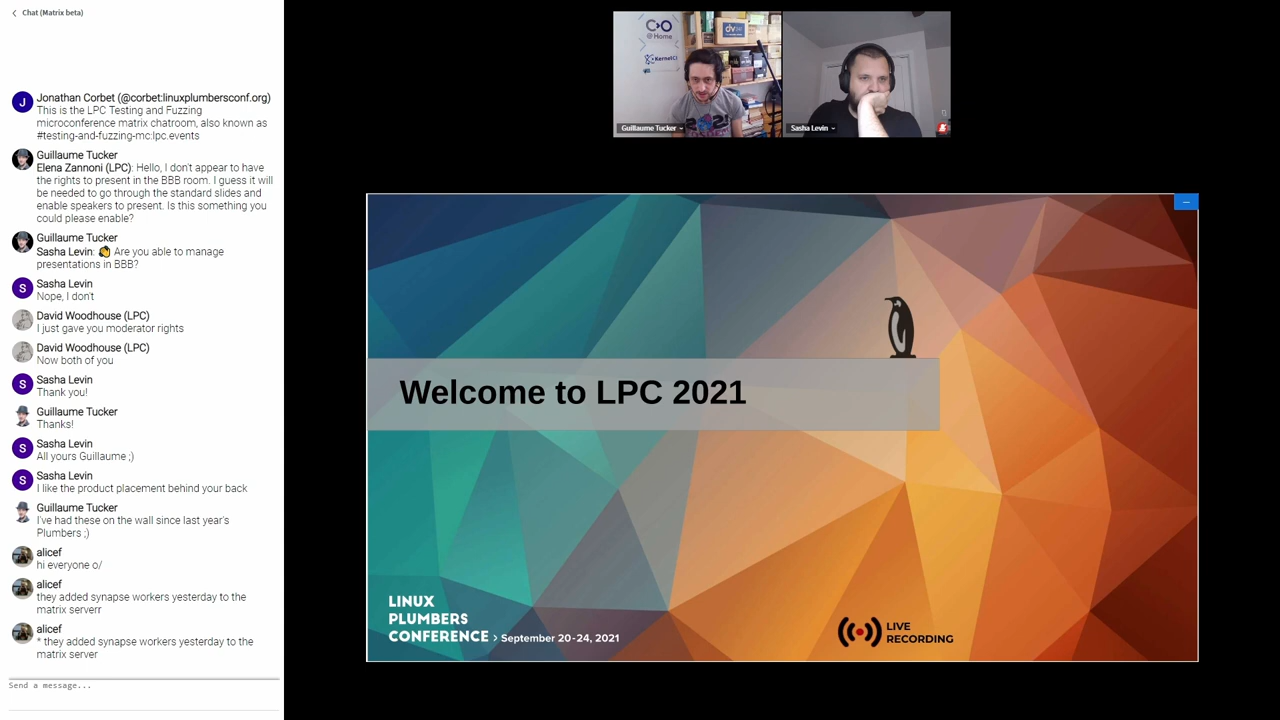 Chat (Matrix beta)
Jonathan Corbet (@corbet:linuxplumbersconf.org)
This is the LPC Testing and Fuzzing
microconference matrix chatroom, also known as
#testing-and-fuzzing-mc:lpc.events
Guillaume Tucker
Elena Zannoni (LPC): Hello, I don't appear to have
the rights to present in the BBB room. I guess it will
be needed to go through the standard slides and
enable speakers to present. Is this something you
could please enable?
Guillaume Tucker
Sasha Levin: 👏 Are you able to manage
presentations in BBB?
Sasha Levin
Nope, I don't
David Woodhouse (LPC)
I just gave you moderator rights
David Woodhouse (LPC)
Now both of you
Sasha Levin
Thank you!
Guillaume Tucker
Thanks!
Sasha Levin
All yours Guillaume ;)
Sasha Levin
I like the product placement behind your back
Guillaume Tucker
I've had these on the wall since last year's
Plumbers ;)
alicef
hi everyone o/
alicef
they added synapse workers yesterday to the
matrix serverr
alicef
* they added synapse workers yesterday to the
matrix server
Send a message...
@Home
KernelCI
Guillaume Tucker
Sasha Levin
Welcome to LPC 2021
LINUX
PLUMBERS
CONFERENCE > September 20-24, 2021
LIVE
RECORDING